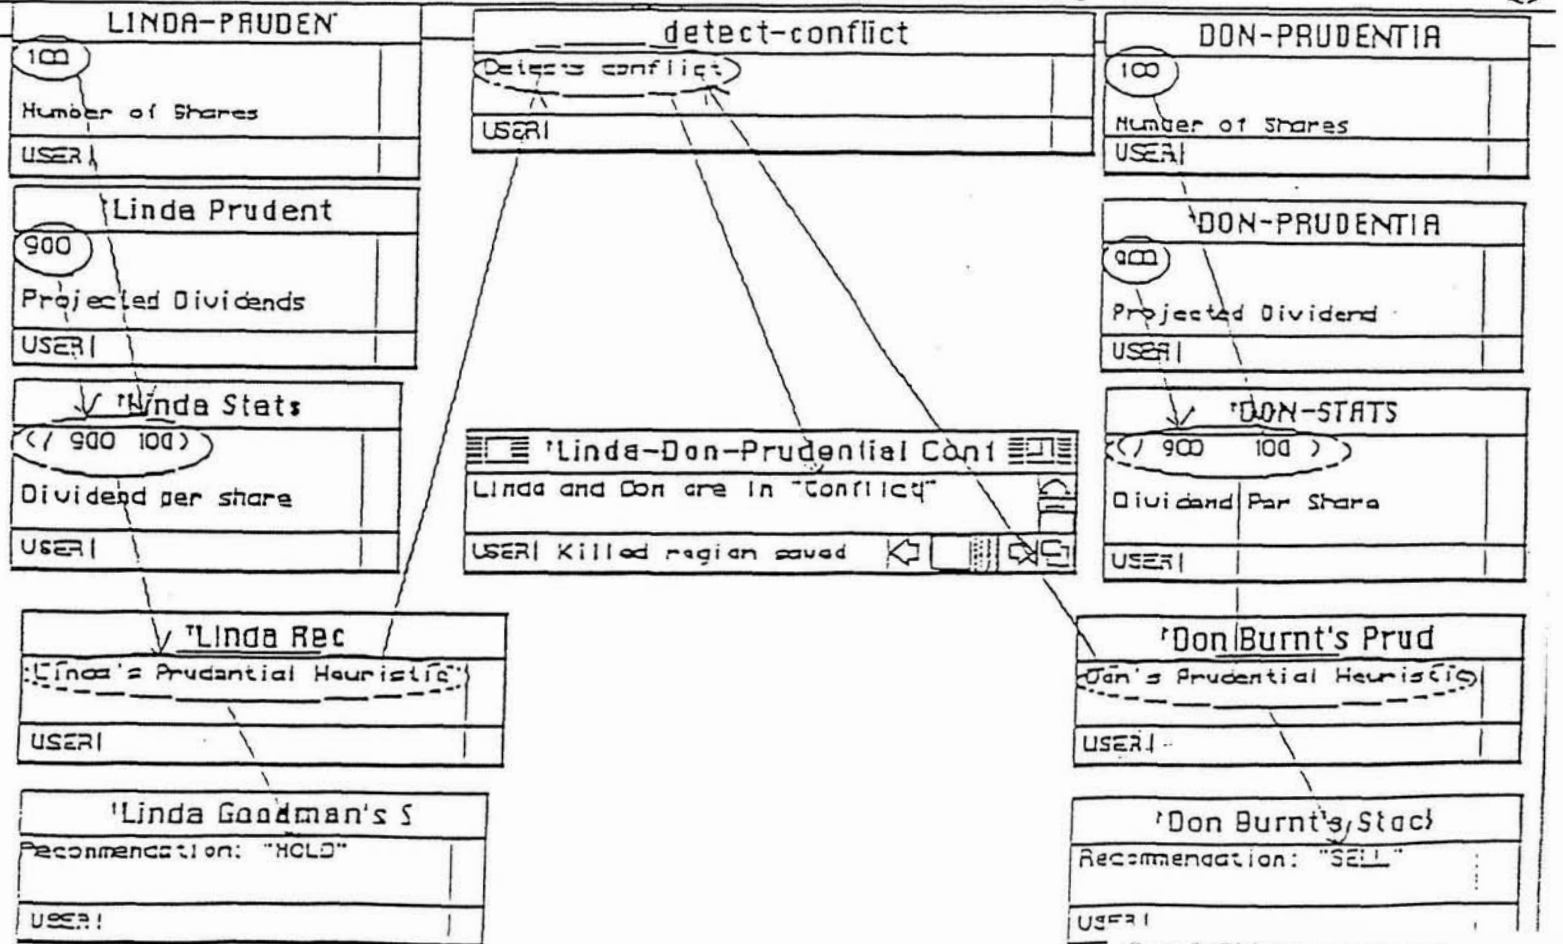 LINDA-PRUDEN
100
Number of Shares
USER|
'Linda Prudent
900
Projected Dividends
USER|
'Linda Stats
(/ 900 100)
Dividend per share
USER|
'Linda Rec
"Linda's Prudential Heuristic"
USER|
'Linda Goodman's S
Recommendation: "HOLD"
USER|
detect-conflict
Detects conflict
USER|
'Linda-Don-Prudential Conf
Linda and Don are in "Conflict"
USER| Killed region saved
DON-PRUDENTIA
100
Number of Shares
USER|
'DON-PRUDENTIA
900
Projected Dividend
USER|
'DON-STATS
(/ 900 100 )
Dividend Per Share
USER|
'Don Burnt's Prud
Don's Prudential Heuristic
USER|
'Don Burnt's Stock
Recommendation: "SELL"
USER|